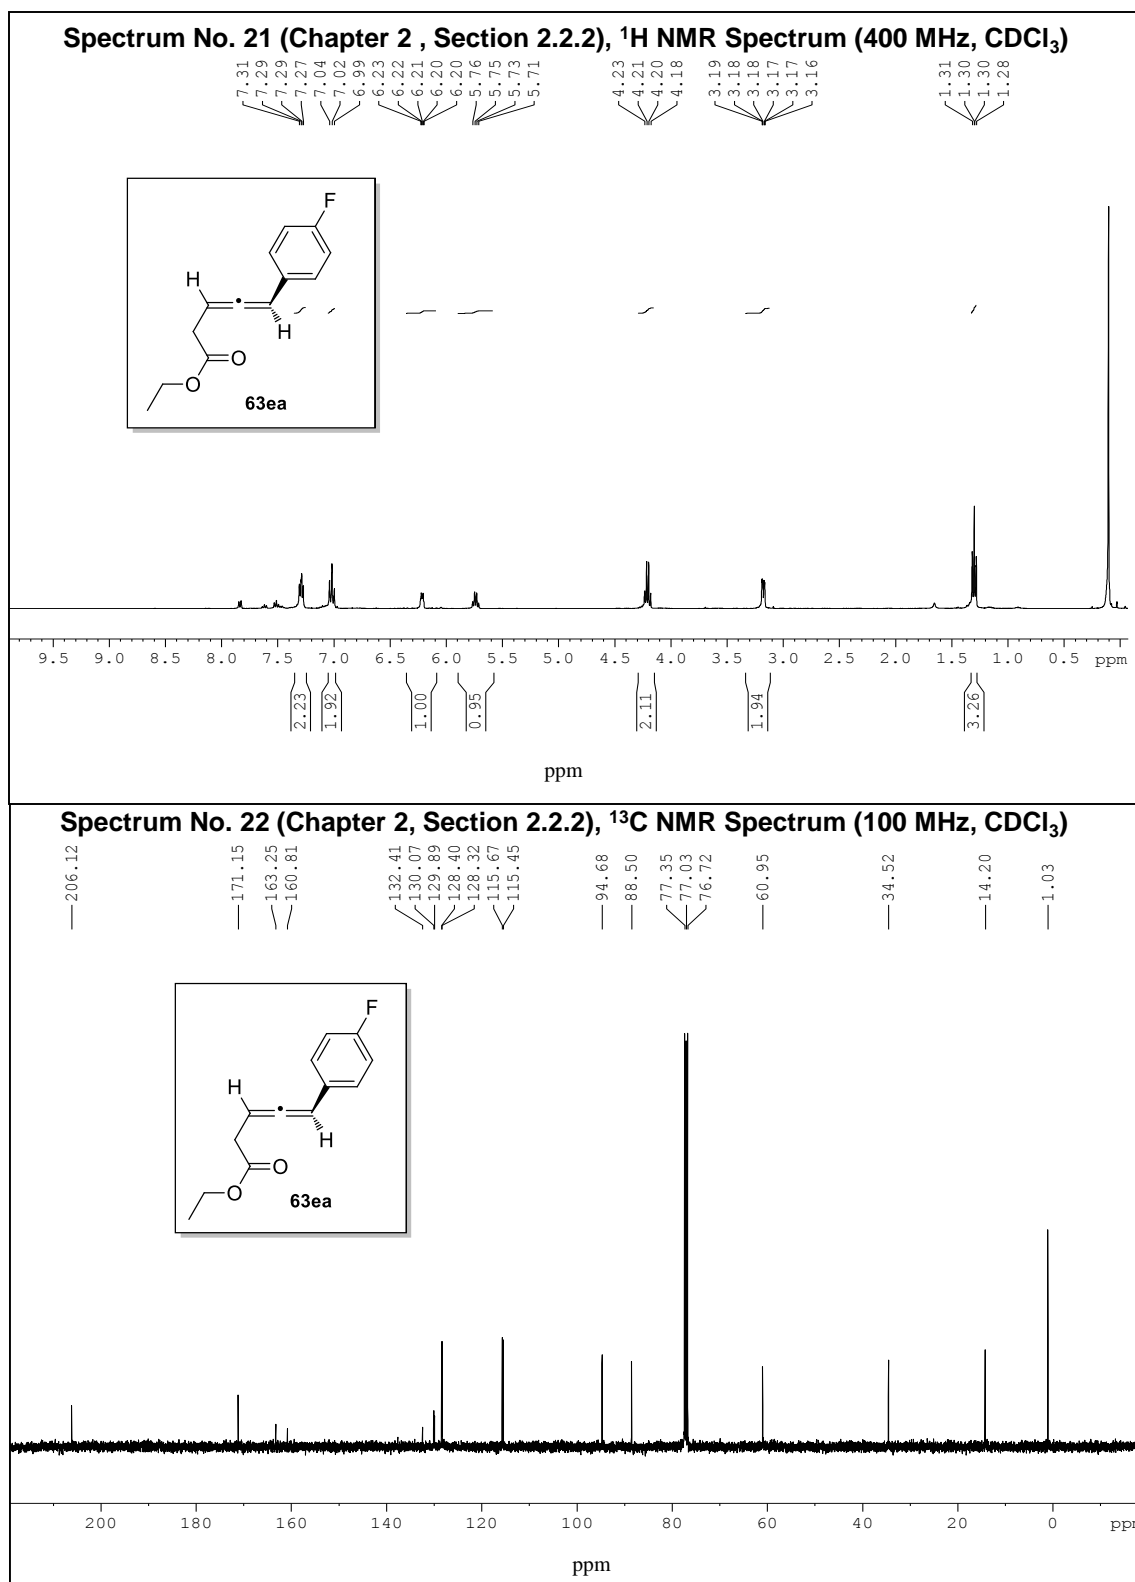 Spectrum No. 21 (Chapter 2 , Section 2.2.2), ¹H NMR Spectrum (400 MHz, CDCl₃)
7.31 7.29 7.29 7.27 7.04 7.02 6.99 6.23 6.22 6.21 6.20 6.20 5.76 5.75 5.73 5.71 4.23 4.21 4.20 4.18 3.19 3.18 3.18 3.17 3.17 3.16 1.31 1.30 1.30 1.28
F
H
H
O
O
63ea
9.5 9.0 8.5 8.0 7.5 7.0 6.5 6.0 5.5 5.0 4.5 4.0 3.5 3.0 2.5 2.0 1.5 1.0 0.5 ppm
2.23 1.92 1.00 0.95 2.11 1.94 3.26
ppm
Spectrum No. 22 (Chapter 2, Section 2.2.2), ¹³C NMR Spectrum (100 MHz, CDCl₃)
206.12 171.15 163.25 160.81 132.41 130.07 129.89 128.40 128.32 115.67 115.45 94.68 88.50 77.35 77.03 76.72 60.95 34.52 14.20 1.03
F
H
H
O
O
63ea
200 180 160 140 120 100 80 60 40 20 0 ppm
ppm